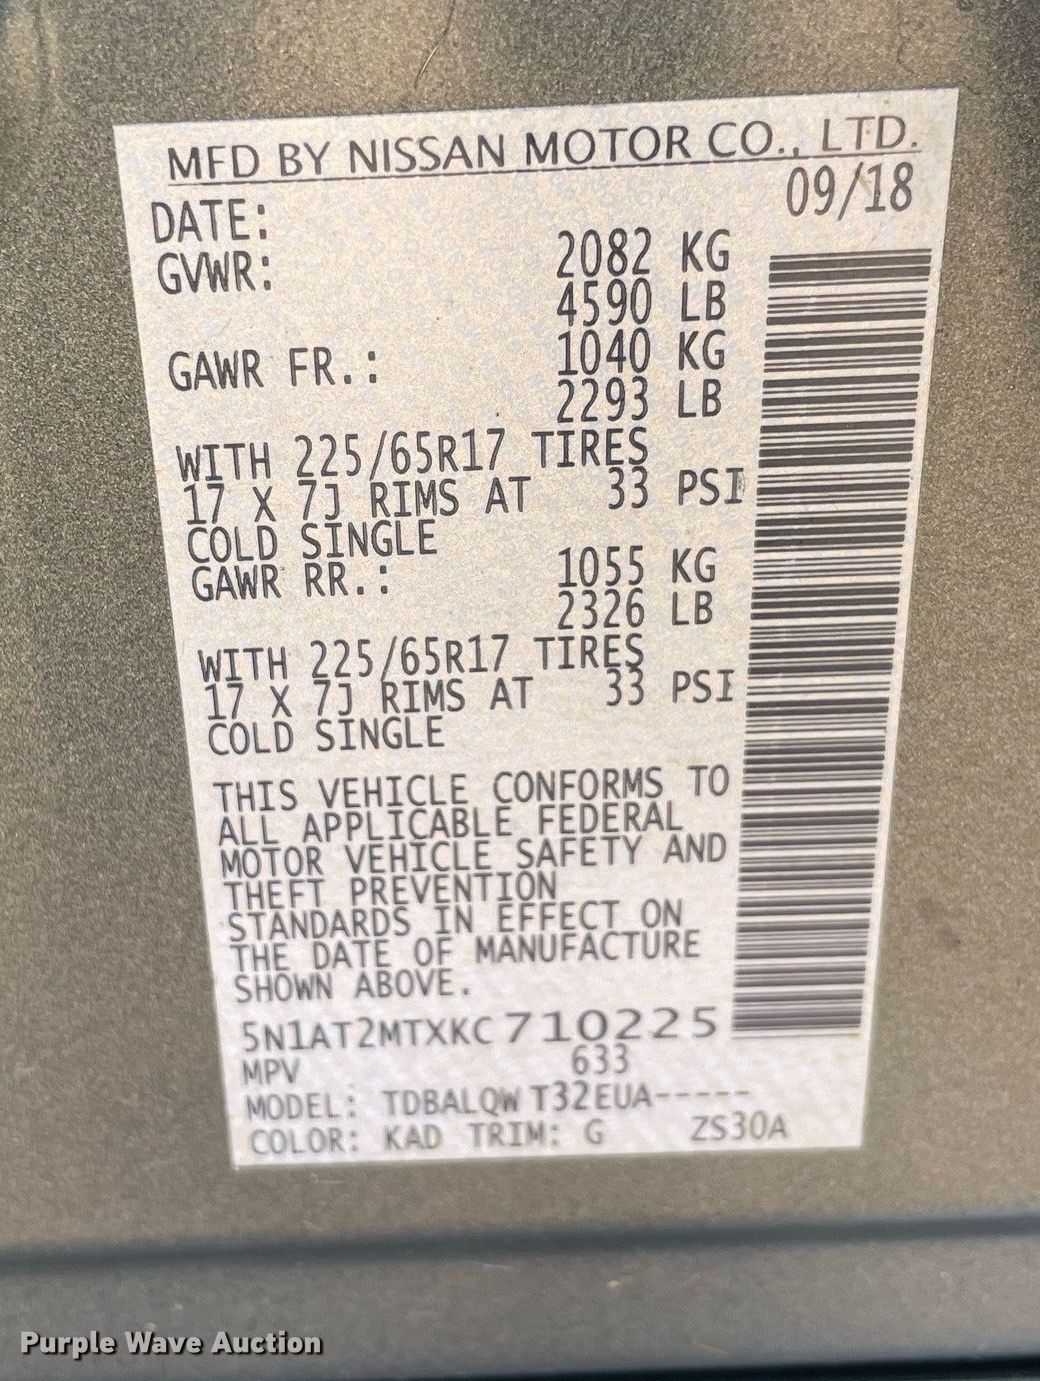 MFD BY NISSAN MOTOR CO., LTD.
DATE: 09/18
GVWR: 2082 KG
4590 LB
GAWR FR.: 1040 KG
2293 LB
WITH 225/65R17 TIRES
17 X 7J RIMS AT 33 PSI
COLD SINGLE
GAWR RR.: 1055 KG
2326 LB
WITH 225/65R17 TIRES
17 X 7J RIMS AT 33 PSI
COLD SINGLE
THIS VEHICLE CONFORMS TO
ALL APPLICABLE FEDERAL
MOTOR VEHICLE SAFETY AND
THEFT PREVENTION
STANDARDS IN EFFECT ON
THE DATE OF MANUFACTURE
SHOWN ABOVE.
5N1AT2MTXKC710225
MPV 633
MODEL: TDBALQW T32EUA-----
COLOR: KAD TRIM: G ZS30A
Purple Wave Auction